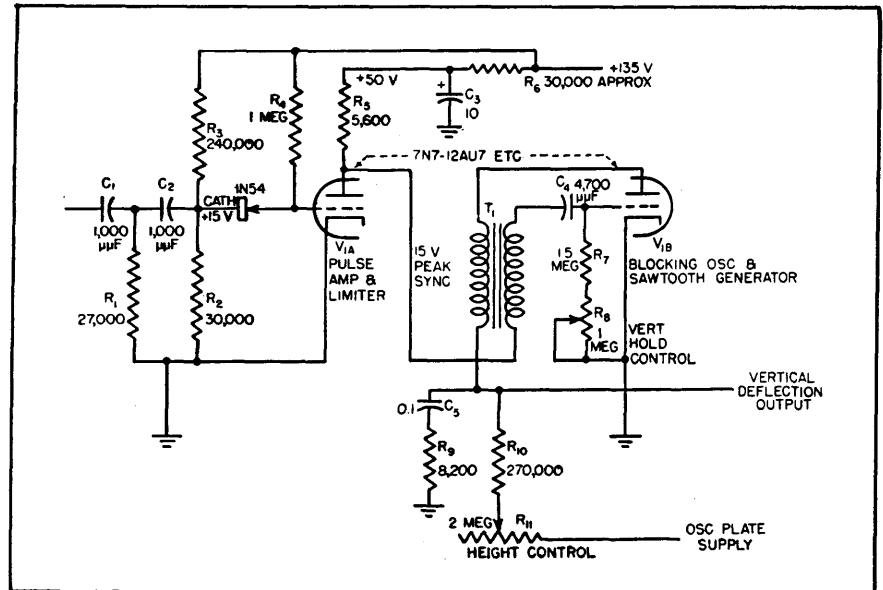 +135 V
R6 30,000 APPROX
+50 V
C3
10
R4
1 MEG
R5
5,600
R3
240,000
7N7-12AU7 ETC
C1
1,000
μμF
C2
1,000
μμF
CATH
+15 V
1N54
V1A
PULSE
AMP &
LIMITER
R1
27,000
R2
30,000
15 V
PEAK
SYNC
T1
C4 4,700
μμF
V1B
BLOCKING OSC &
SAWTOOTH GENERATOR
R7
MEG
R8
1
MEG
VERT
HOLD
CONTROL
VERTICAL
DEFLECTION
OUTPUT
0.1 C5
R9
8,200
R10
270,000
2 MEG R11
HEIGHT CONTROL
OSC PLATE
SUPPLY